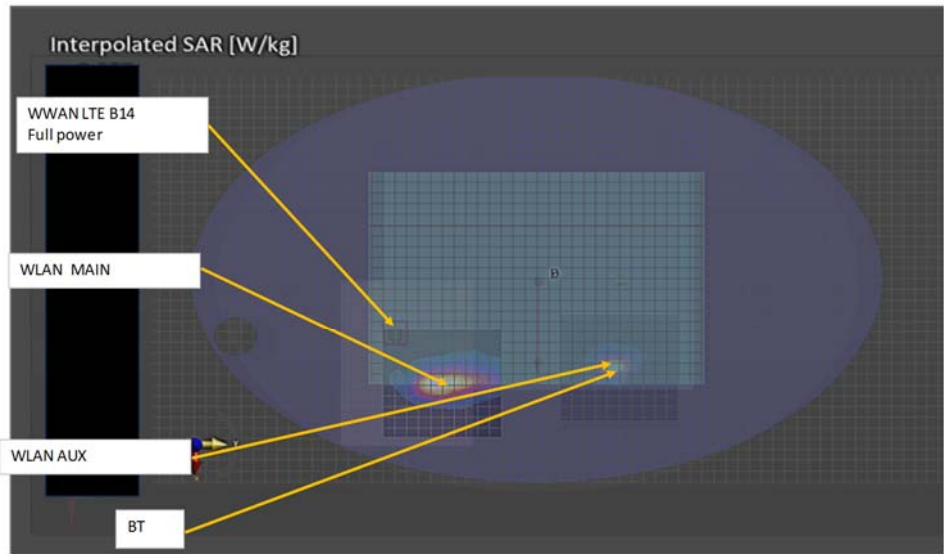 Interpolated SAR [W/kg]
WWAN LTE B14
Full power
WLAN MAIN
WLAN AUX
BT